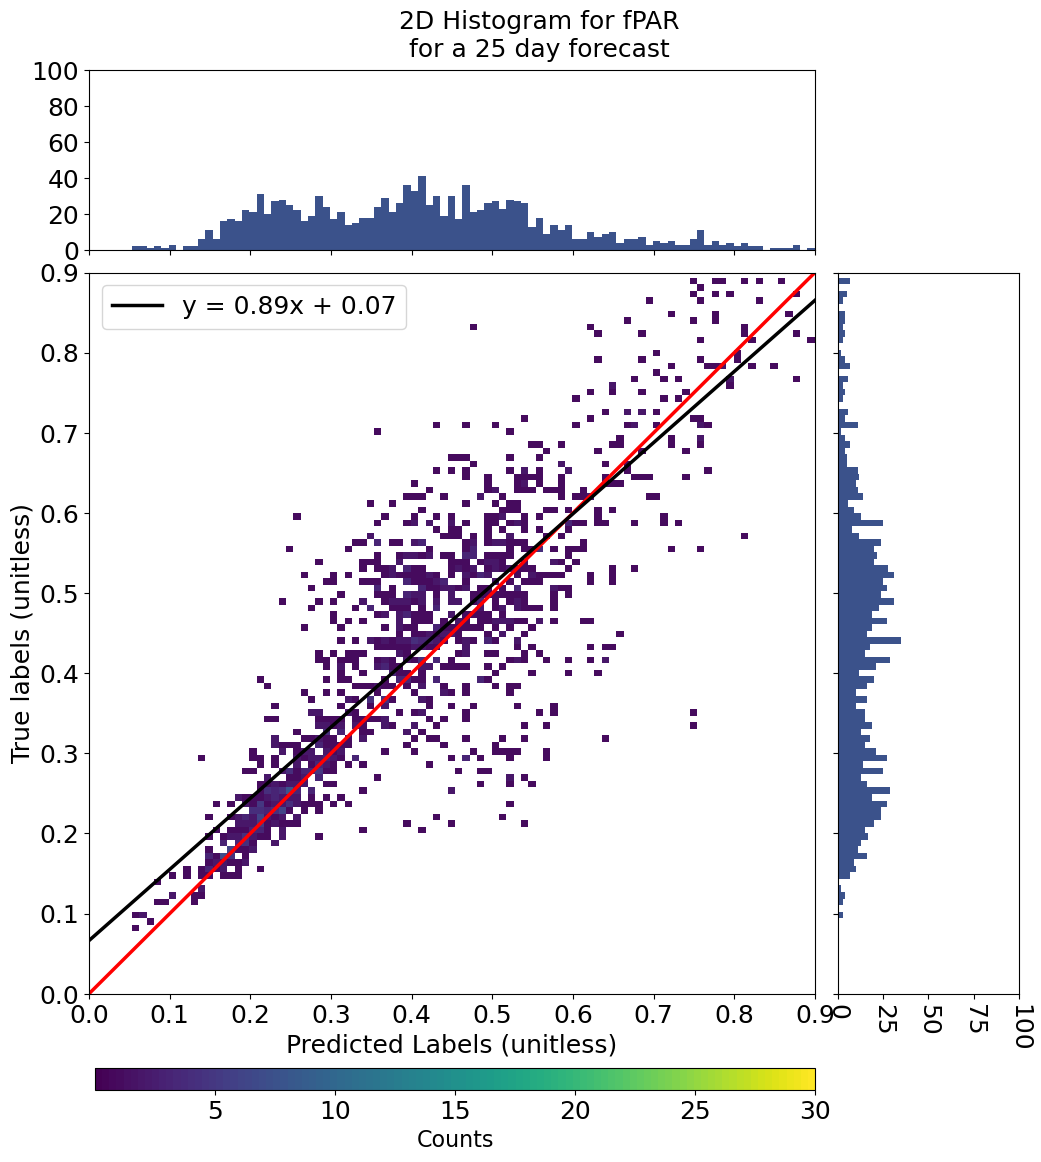 2D Histogram for fPAR
for a 25 day forecast
100
80
60
40
20
0
0.9
0.8
0.7
0.6
0.5
0.4
0.3
0.2
0.1
0.0
True labels (unitless)
y = 0.89x + 0.07
0.0 0.1 0.2 0.3 0.4 0.5 0.6 0.7 0.8 0.9
Predicted Labels (unitless)
0 25 50 75 100
5 10 15 20 25 30
Counts